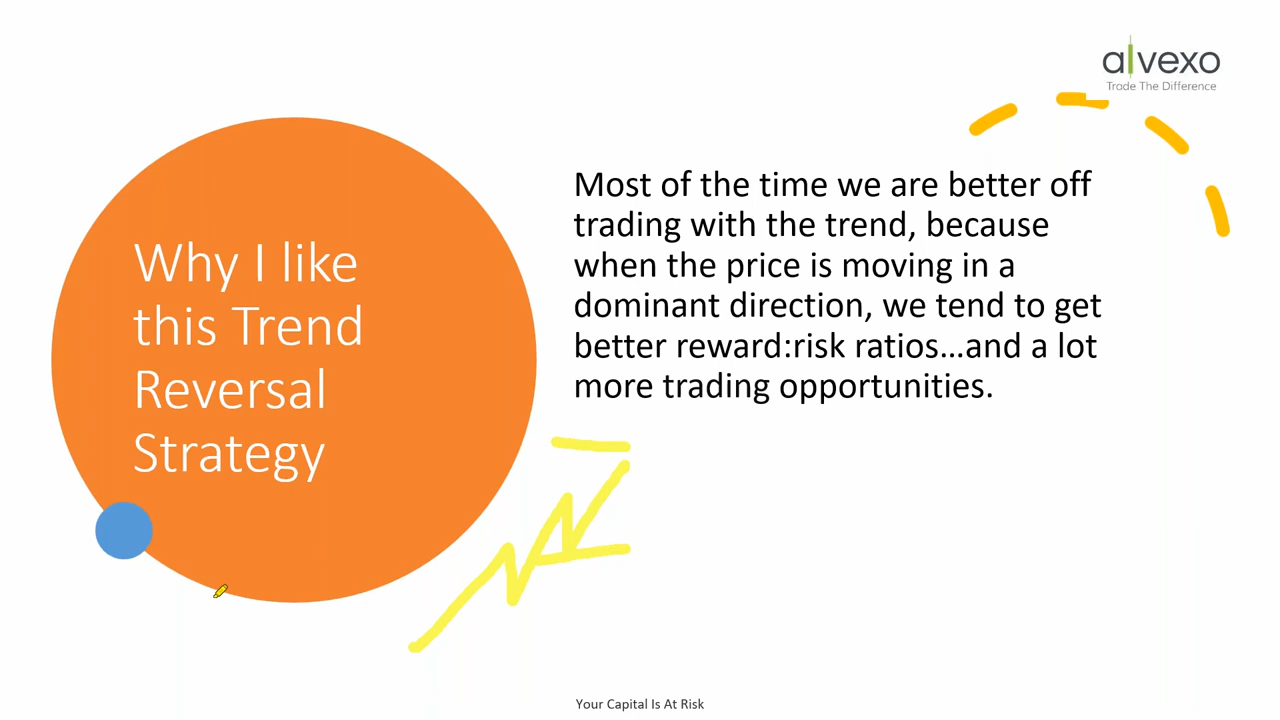 alvexo
Trade The Difference
Why I like
this Trend
Reversal
Strategy
Most of the time we are better off
trading with the trend, because
when the price is moving in a
dominant direction, we tend to get
better reward:risk ratios...and a lot
more trading opportunities.
Your Capital Is At Risk